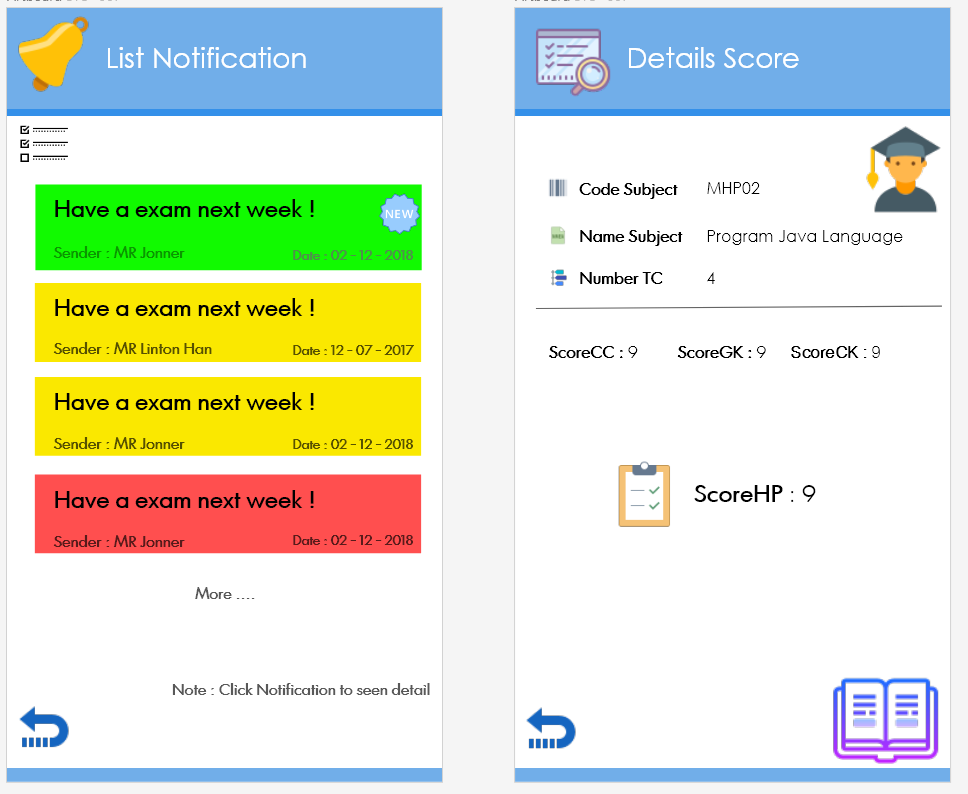 List Notification
Have a exam next week !
NEW
Sender : MR Jonner
Date : 02 - 12 - 2018
Have a exam next week !
Sender : MR Linton Han
Date : 12 - 07 - 2017
Have a exam next week !
Sender : MR Jonner
Date : 02 - 12 - 2018
Have a exam next week !
Sender : MR Jonner
Date : 02 - 12 - 2018
More ....
Note : Click Notification to seen detail
Details Score
Code Subject MHP02
Name Subject Program Java Language
Number TC 4
ScoreCC : 9 ScoreGK : 9 ScoreCK : 9
ScoreHP : 9